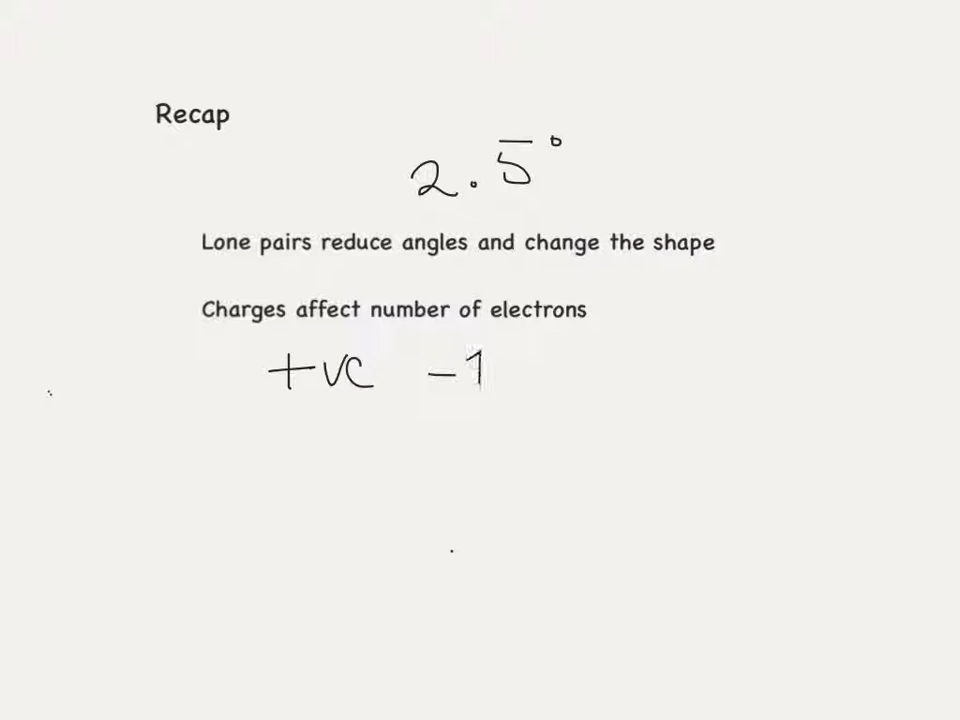 Recap
2.5°
Lone pairs reduce angles and change the shape
Charges affect number of electrons
+ve -1